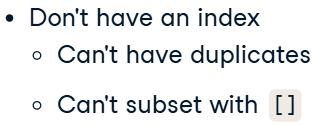 • Don't have an index
◦ Can't have duplicates
◦ Can't subset with []